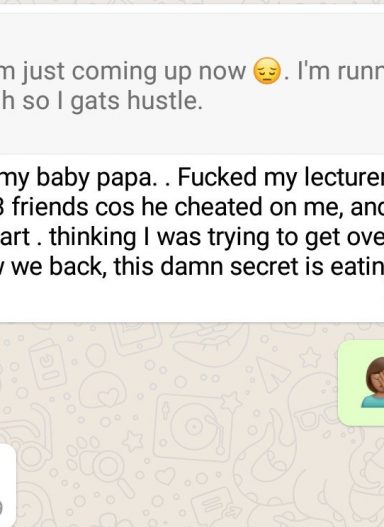 m just coming up now 😔. I'm runn
h so I gats hustle.
my baby papa. . Fucked my lecturer
3 friends cos he cheated on me, and
art . thinking I was trying to get ove
w we back, this damn secret is eatin